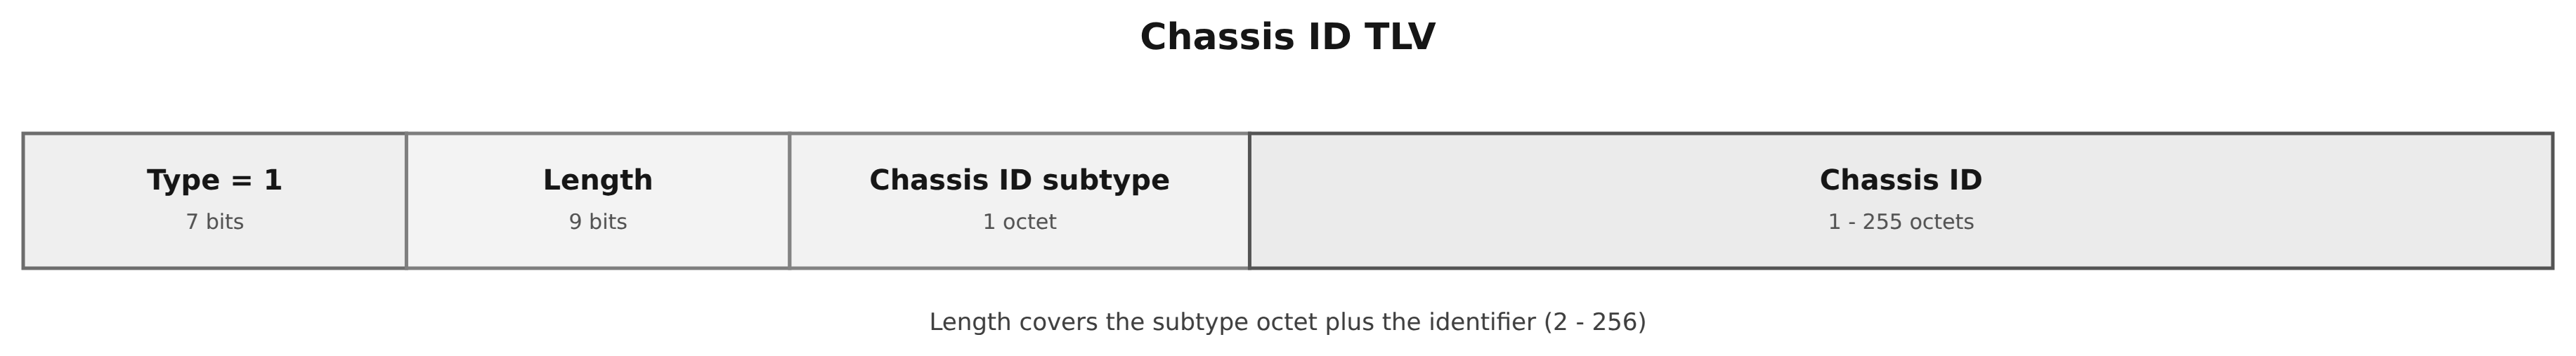 Chassis ID TLV
Type = 1
7 bits
Length
9 bits
Chassis ID subtype
1 octet
Chassis ID
1 - 255 octets
Length covers the subtype octet plus the identifier (2 - 256)